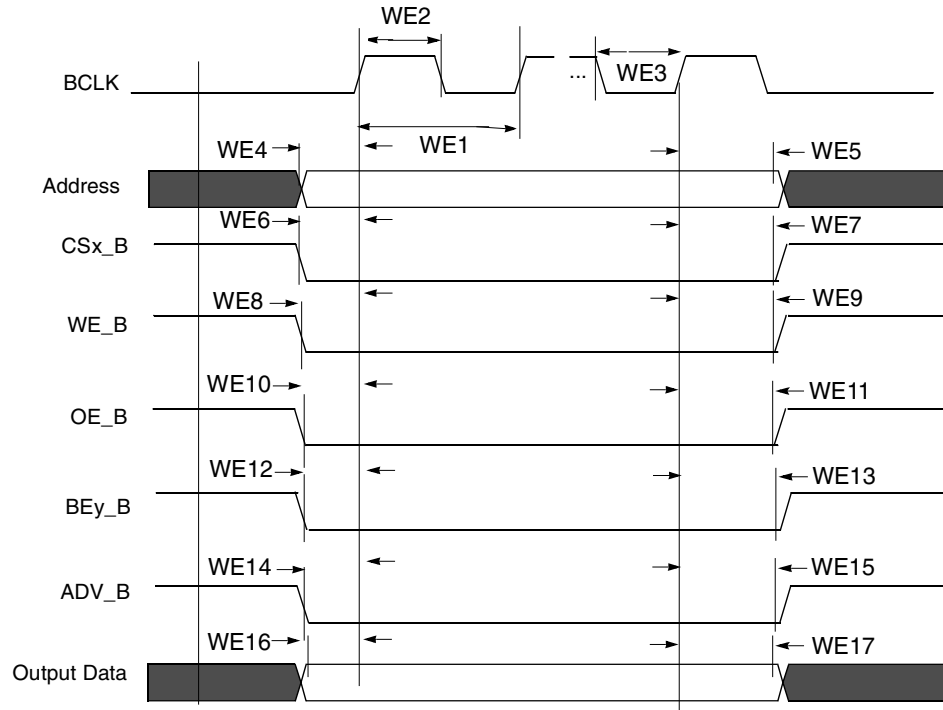 WE2
BCLK
...
WE3
WE1
WE4
WE5
Address
WE6
WE7
CSx_B
WE8
WE9
WE_B
WE10
WE11
OE_B
WE12
WE13
BEy_B
WE14
WE15
ADV_B
WE16
WE17
Output Data